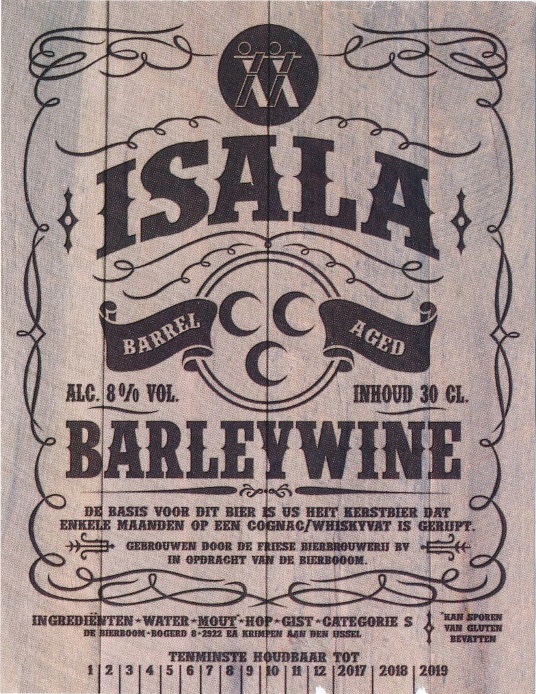 ISALA
BARREL AGED
ALC. 8% VOL. INHOUD 30 CL.
BARLEYWINE
DE BASIS VOOR DIT BIER IS US HEIT KERSTBIER DAT
ENKELE MAANDEN OP EEN COGNAC/WHISKYVAT IS GERIJPT.
GEBROUWEN DOOR DE FRIESE BIERBROUWERIJ BV
IN OPDRACHT VAN DE BIERBOOOM.
INGREDIËNTEN•WATER•MOUT*•HOP•GIST•CATEGORIE S
DE BIERBOOM•BOGERD 8•2922 EA KRIMPEN AAN DEN IJSSEL
*KAN SPOREN
VAN GLUTEN
BEVATTEN
TENMINSTE HOUDBAAR TOT
1 | 2 | 3 | 4 | 5 | 6 | 7 | 8 | 9 | 10 | 11 | 12 | 2017 | 2018 | 2019